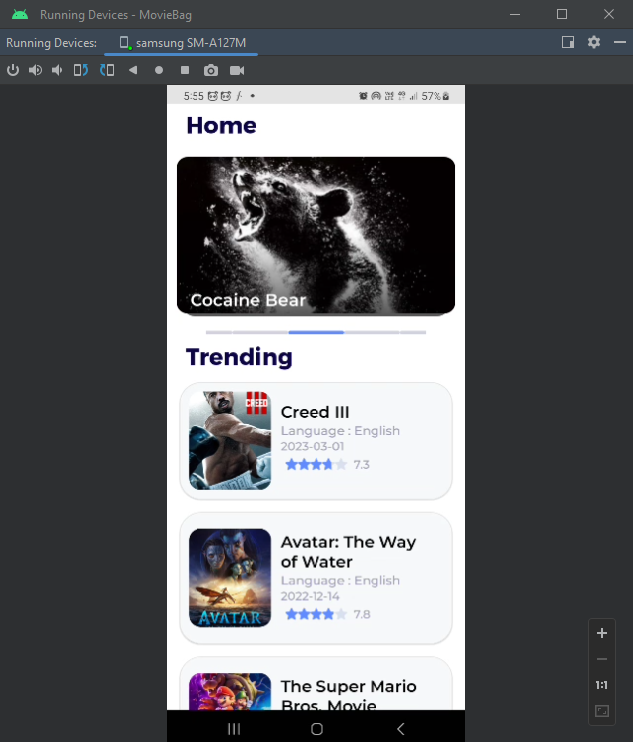 Running Devices - MovieBag
Running Devices:
samsung SM-A127M
5:55
57%
Home
Cocaine Bear
Trending
CREED
Creed III
Language : English
2023-03-01
7.3
AVATAR
Avatar: The Way
of Water
Language : English
2022-12-14
7.8
The Super Mario
Bros. Movie
1:1